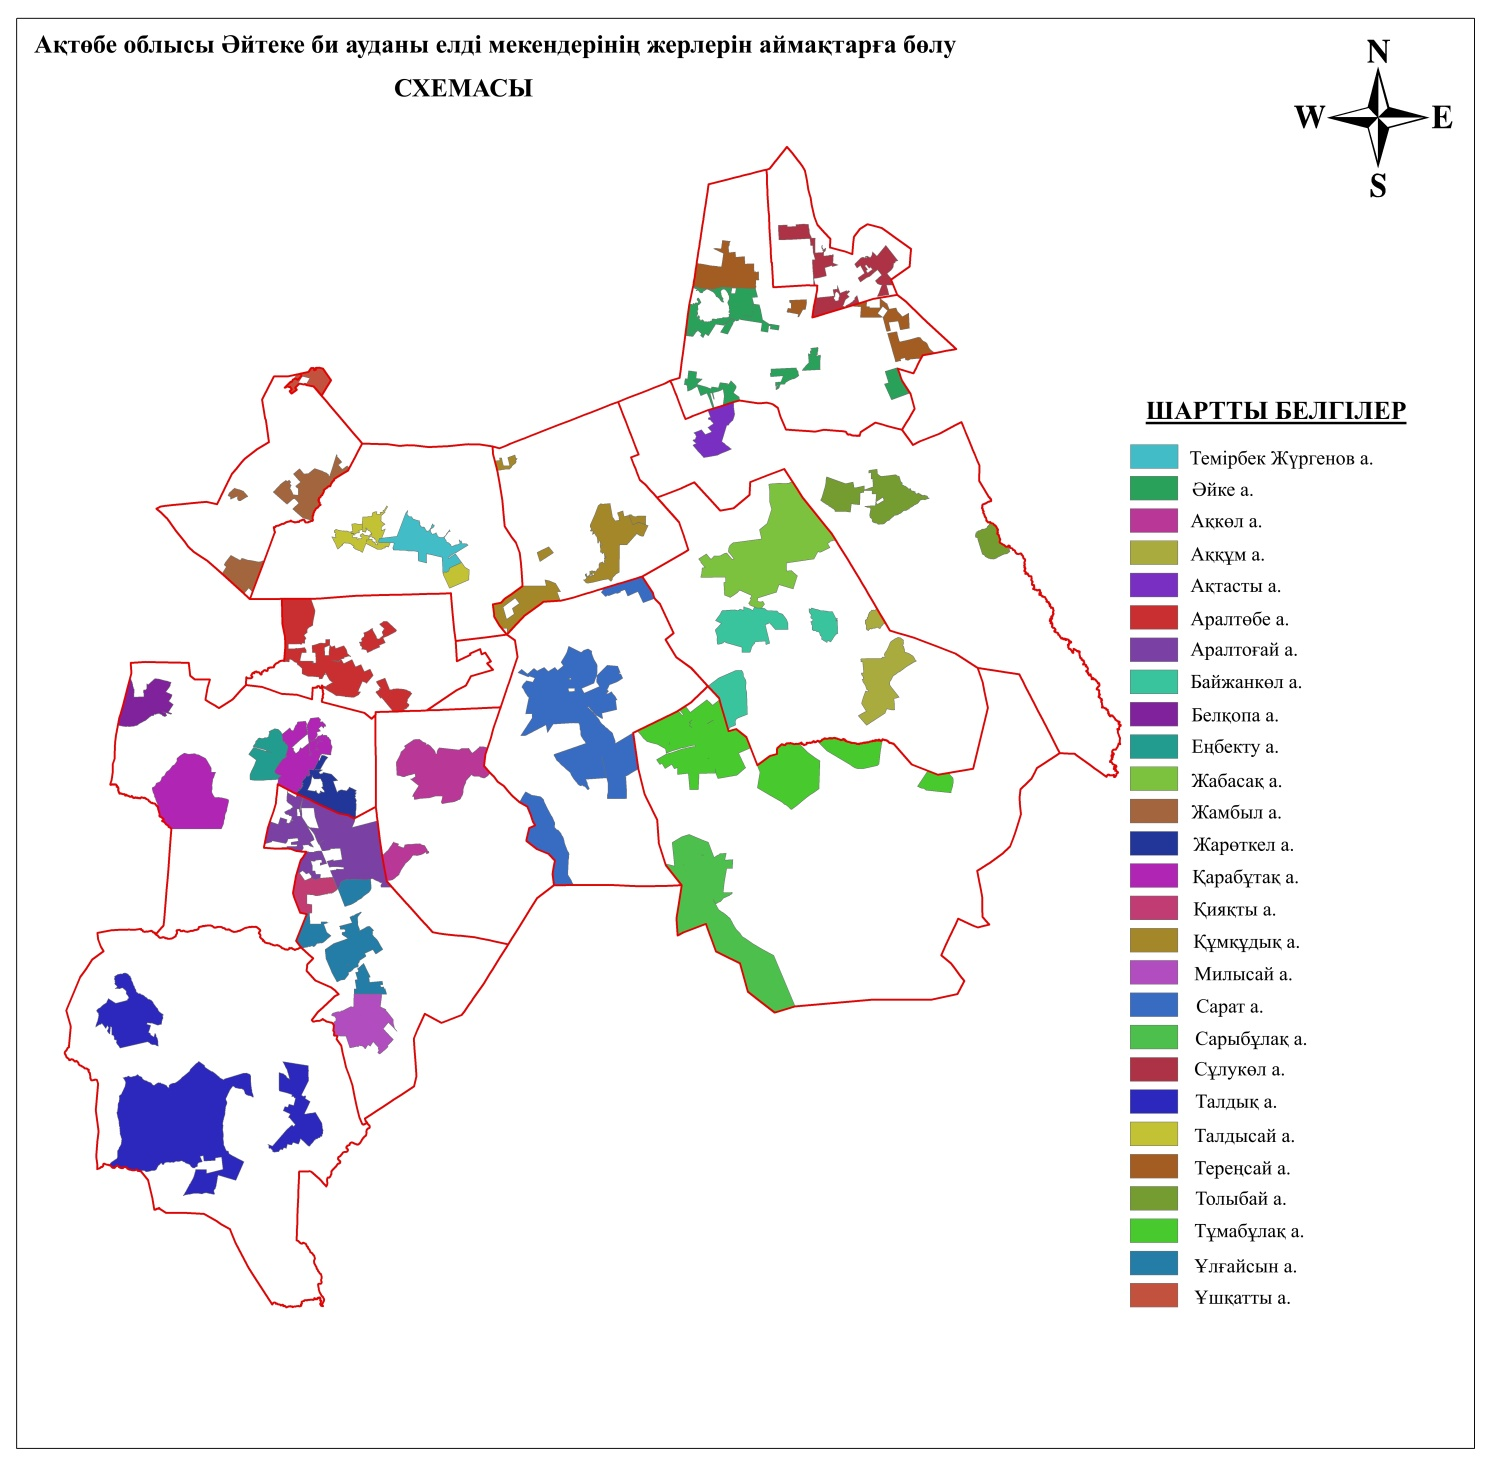 Ақтөбе облысы Әйтеке би ауданы елді мекендерінің жерлерін аймақтарға бөлу
СХЕМАСЫ
N
W E
S
ШАРТТЫ БЕЛГІЛЕР
Темірбек Жүргенов а.
Әйке а.
Ақкөл а.
Аққұм а.
Ақтасты а.
Аралтөбе а.
Аралтоғай а.
Байжанкөл а.
Белқопа а.
Еңбекту а.
Жабасақ а.
Жамбыл а.
Жарөткел а.
Қарабұтақ а.
Қияқты а.
Құмқұдық а.
Милысай а.
Сарат а.
Сарыбұлақ а.
Сұлукөл а.
Талдық а.
Талдысай а.
Тереңсай а.
Толыбай а.
Тұмабұлақ а.
Ұлғайсын а.
Ұшқатты а.